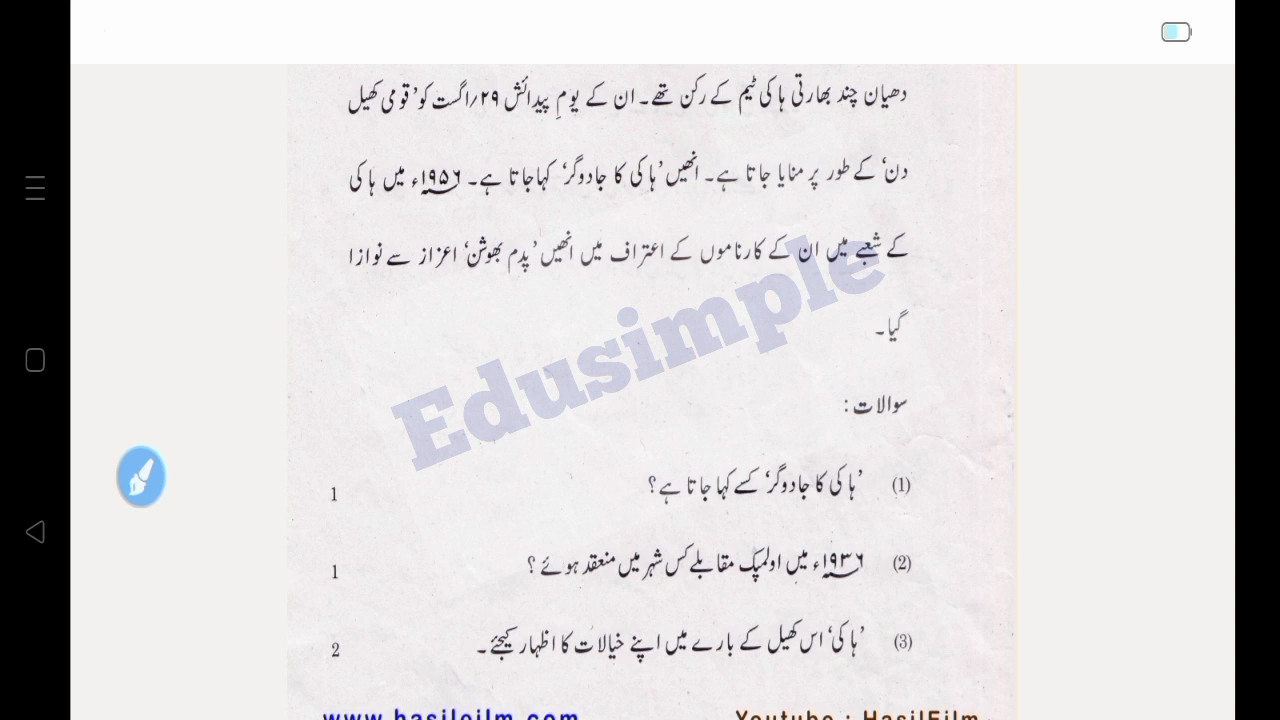 دھیان چند بھارتی ہاکی ٹیم کے رکن تھے۔ ان کے یومِ پیدائش ۲۹؍اگست کو ’قومی کھیل
دن‘ کے طور پر منایا جاتا ہے۔ انھیں ’ہاکی کا جادوگر‘ کہا جاتا ہے۔ ۱۹۵۶ء میں ہاکی
کے شعبے میں ان کے کارناموں کے اعتراف میں انھیں ’پدم بھوشن‘ اعزاز سے نوازا
گیا۔
Edusimple
سوالات :
(1) ’ہاکی کا جادوگر‘ کسے کہا جاتا ہے؟ 1
(2) ۱۹۳۶ء میں اولمپک مقابلے کس شہر میں منعقد ہوئے ؟ 1
(3) ’ہاکی‘ اس کھیل کے بارے میں اپنے خیالات کا اظہار کیجئے۔ 2
www.hasileilm.com Youtube : HasilEilm